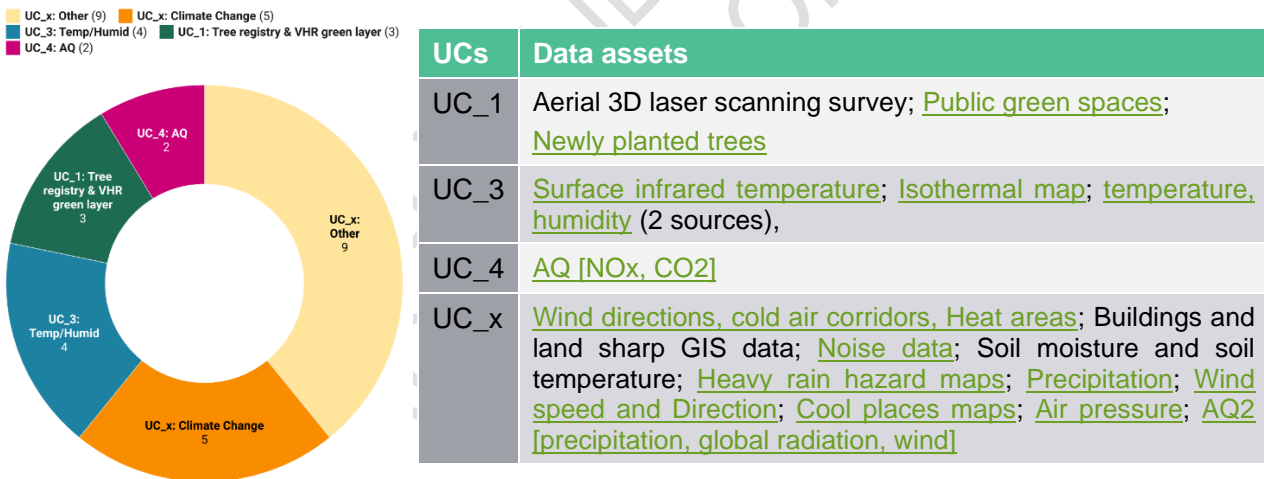 UC_x: Other (9) UC_x: Climate Change (5)
UC_3: Temp/Humid (4) UC_1: Tree registry & VHR green layer (3)
UC_4: AQ (2)
UC_4: AQ
2
UC_1: Tree
registry & VHR
green layer
3
UC_x:
Other
9
UC_3:
Temp/Humid
4
UC_x: Climate Change
5
UCs Data assets
UC_1 Aerial 3D laser scanning survey; Public green spaces;
Newly planted trees
UC_3 Surface infrared temperature; Isothermal map; temperature,
humidity (2 sources),
UC_4 AQ [NOx, CO2]
UC_x Wind directions, cold air corridors, Heat areas; Buildings and
land sharp GIS data; Noise data; Soil moisture and soil
temperature; Heavy rain hazard maps; Precipitation; Wind
speed and Direction; Cool places maps; Air pressure; AQ2
[precipitation, global radiation, wind]